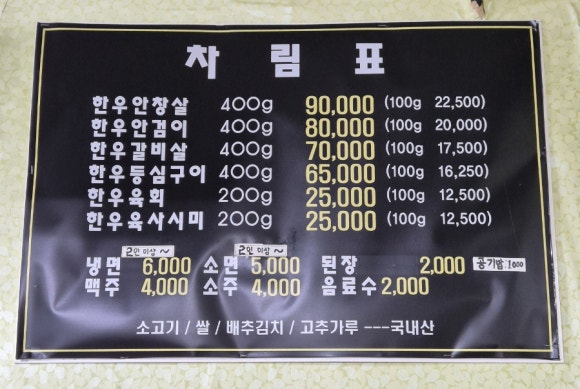 차림표
한우안창살 400g 90,000 (100g 22,500)
한우안검이 400g 80,000 (100g 20,000)
한우갈비살 400g 70,000 (100g 17,500)
한우등심구이 400g 65,000 (100g 16,250)
한우육회 200g 25,000 (100g 12,500)
한우육사시미 200g 25,000 (100g 12,500)
2인 이상 ~ 2인 이상 ~
냉면 6,000 소면 5,000 된장 2,000 공기밥 1000
맥주 4,000 소주 4,000 음료수 2,000
소고기 / 쌀 / 배추김치 / 고추가루 ---국내산